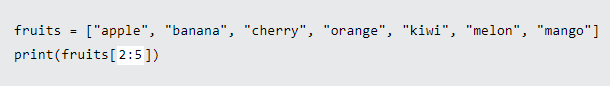 fruits = ["apple", "banana", "cherry", "orange", "kiwi", "melon", "mango"]
print(fruits[2:5])